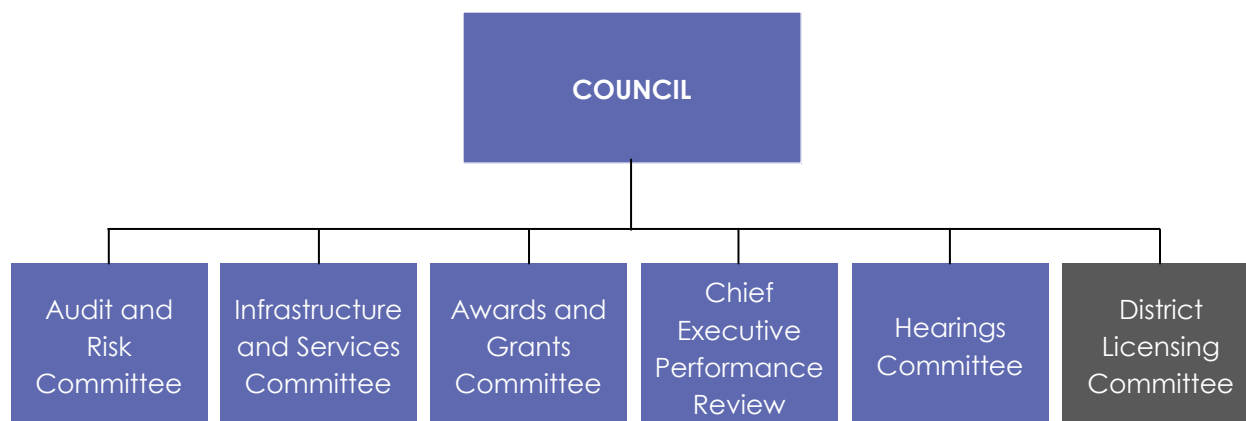 COUNCIL
Audit and
Risk
Committee
Infrastructure
and Services
Committee
Awards and
Grants
Committee
Chief
Executive
Performance
Review
Hearings
Committee
District
Licensing
Committee